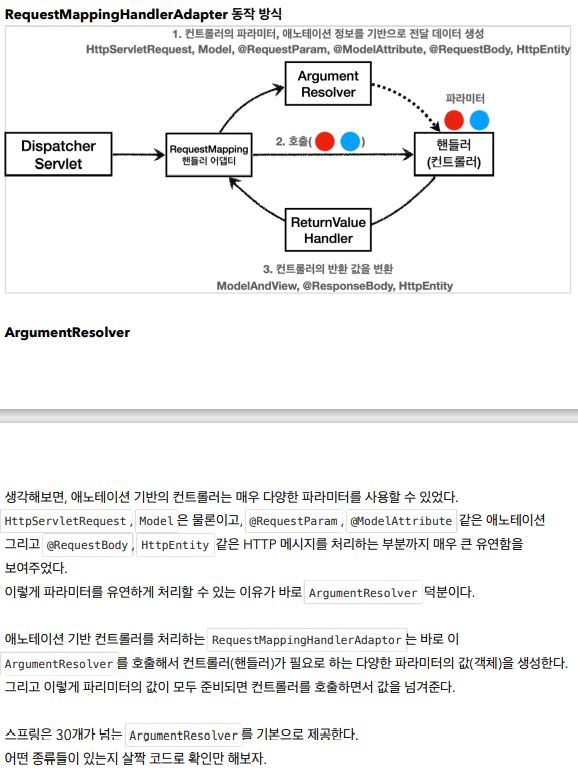 RequestMappingHandlerAdapter 동작 방식
1. 컨트롤러의 파라미터, 애노테이션 정보를 기반으로 전달 데이터 생성
HttpServletRequest, Model, @RequestParam, @ModelAttribute, @RequestBody, HttpEntity
Argument
Resolver
파라미터
Dispatcher
Servlet
RequestMapping
핸들러 어댑터
2. 호출( )
핸들러
(컨트롤러)
ReturnValue
Handler
3. 컨트롤러의 반환 값을 변환
ModelAndView, @ResponseBody, HttpEntity
ArgumentResolver
생각해보면, 애노테이션 기반의 컨트롤러는 매우 다양한 파라미터를 사용할 수 있었다.
HttpServletRequest, Model 은 물론이고, @RequestParam, @ModelAttribute 같은 애노테이션
그리고 @RequestBody, HttpEntity 같은 HTTP 메시지를 처리하는 부분까지 매우 큰 유연함을
보여주었다.
이렇게 파라미터를 유연하게 처리할 수 있는 이유가 바로 ArgumentResolver 덕분이다.
애노테이션 기반 컨트롤러를 처리하는 RequestMappingHandlerAdaptor 는 바로 이
ArgumentResolver 를 호출해서 컨트롤러(핸들러)가 필요로 하는 다양한 파라미터의 값(객체)을 생성한다.
그리고 이렇게 파리미터의 값이 모두 준비되면 컨트롤러를 호출하면서 값을 넘겨준다.
스프링은 30개가 넘는 ArgumentResolver 를 기본으로 제공한다.
어떤 종류들이 있는지 살짝 코드로 확인만 해보자.